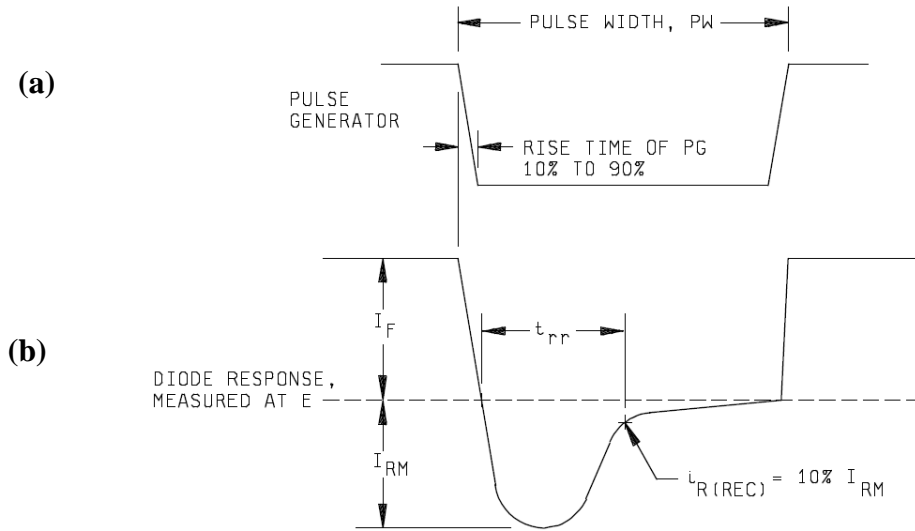 PULSE WIDTH, PW
(a)
PULSE
GENERATOR
RISE TIME OF PG
10% TO 90%
I_F
t_rr
(b)
DIODE RESPONSE,
MEASURED AT E
I_RM
i_R(REC) = 10% I_RM